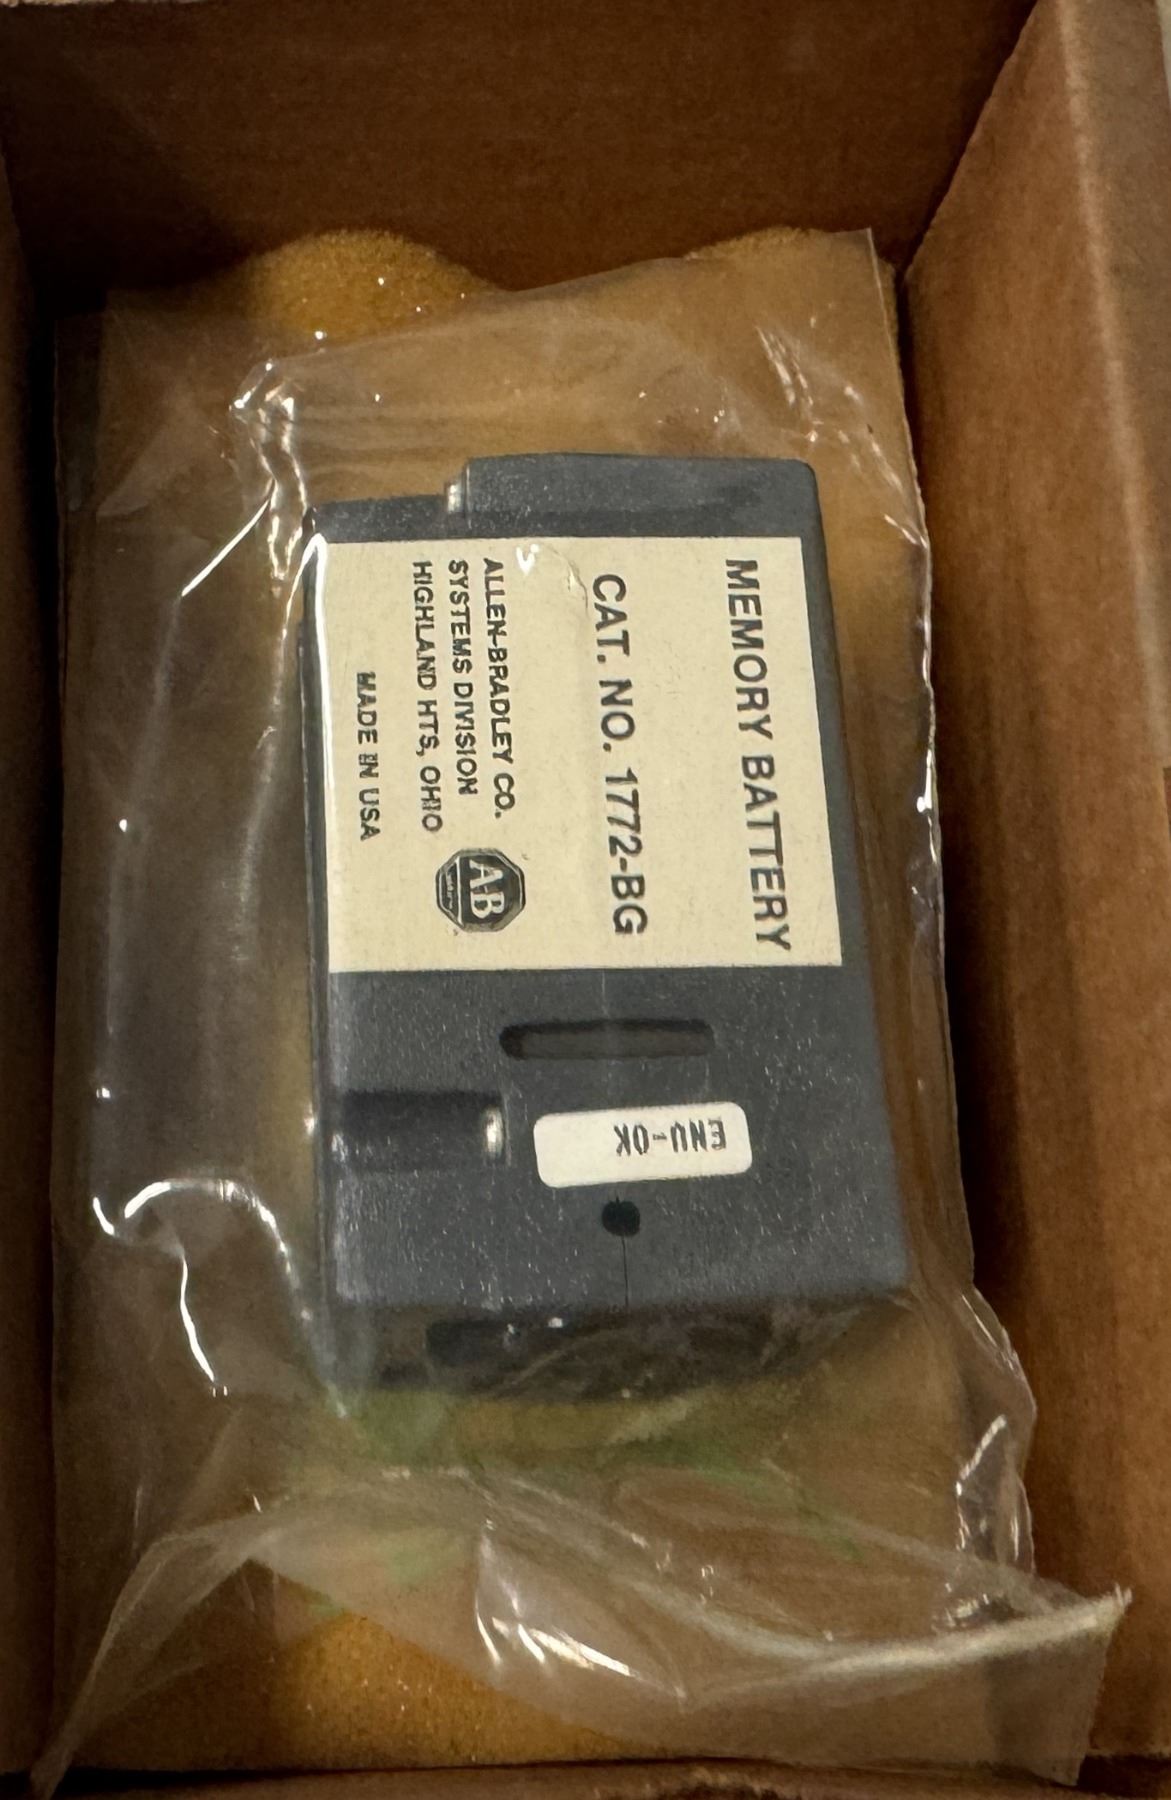 MEMORY BATTERY
CAT. NO. 1772-BG
ALLEN-BRADLEY CO.
SYSTEMS DIVISION
HIGHLAND HTS, OHIO
MADE IN USA
AB
ENU-OK